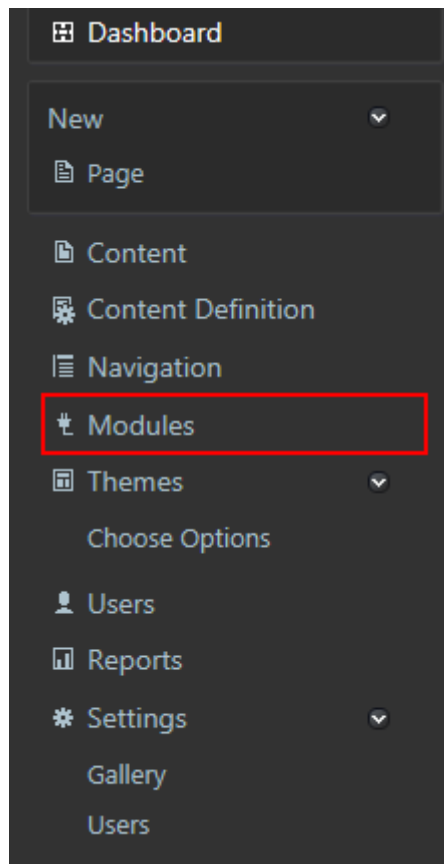 Dashboard
New
Page
Content
Content Definition
Navigation
Modules
Themes
Choose Options
Users
Reports
Settings
Gallery
Users